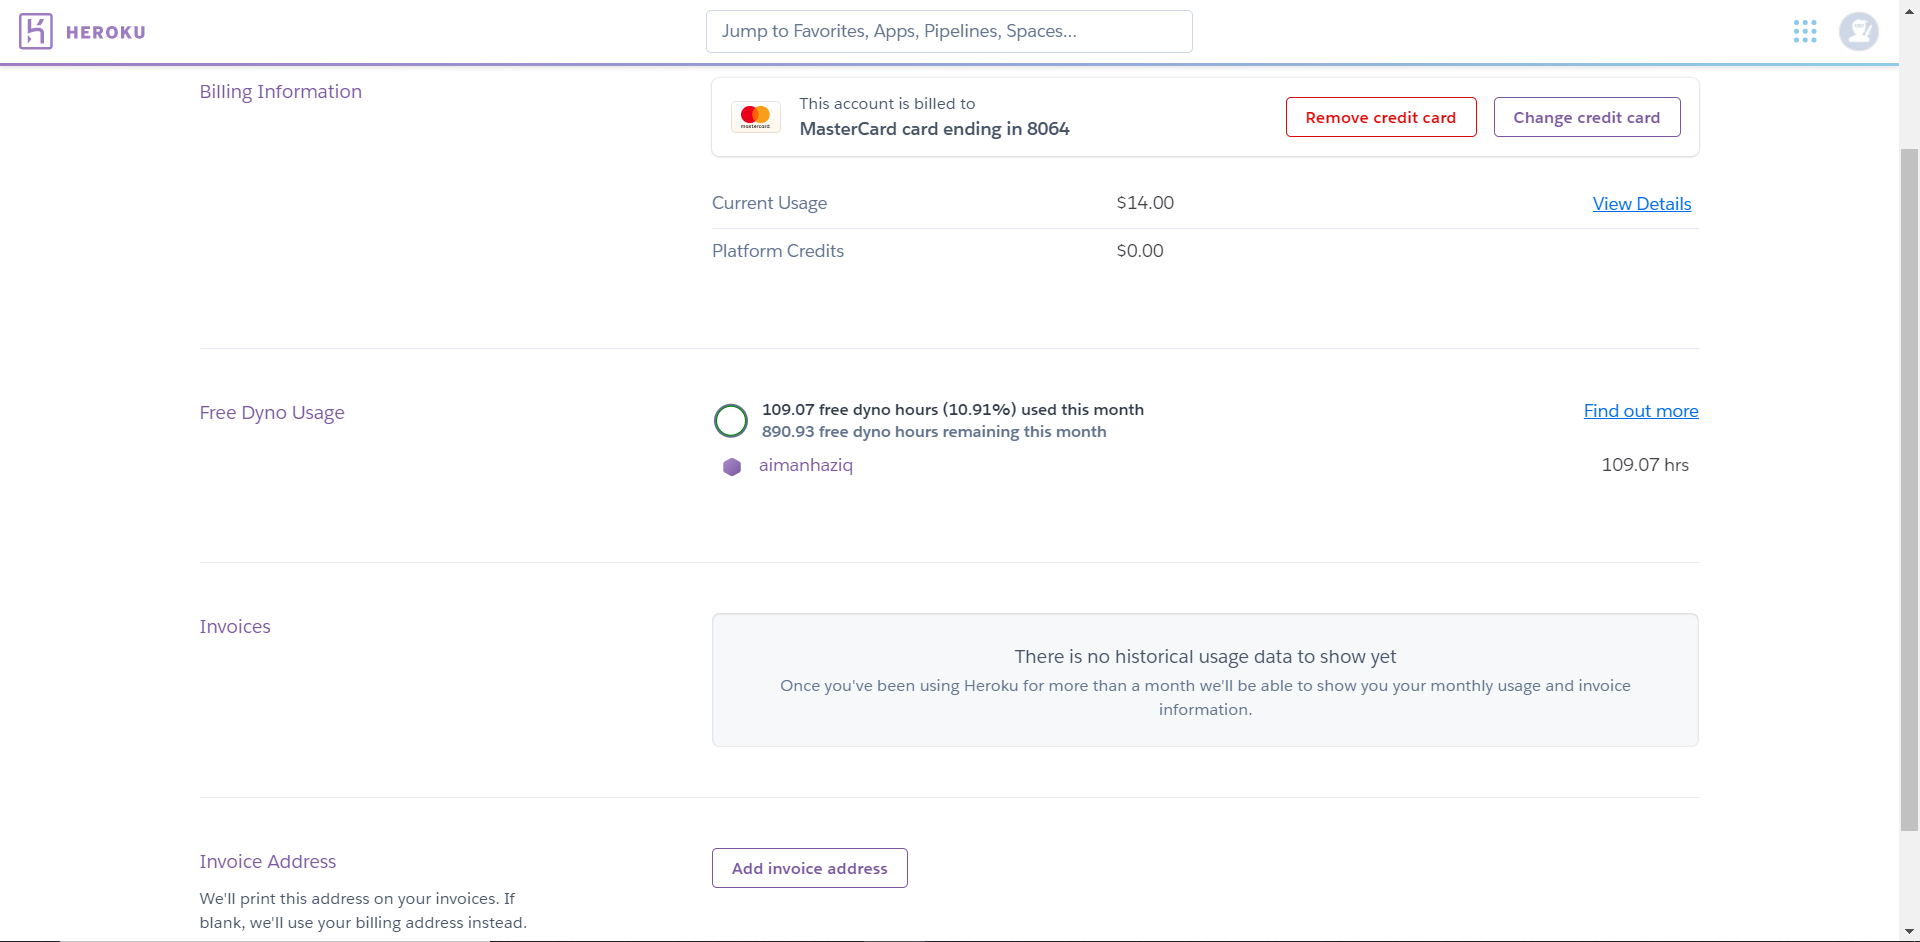 HEROKU
Jump to Favorites, Apps, Pipelines, Spaces...
Billing Information
mastercard
This account is billed to
MasterCard card ending in 8064
Remove credit card
Change credit card
Current Usage
$14.00
View Details
Platform Credits
$0.00
Free Dyno Usage
109.07 free dyno hours (10.91%) used this month
890.93 free dyno hours remaining this month
Find out more
aimanhaziq
109.07 hrs
Invoices
There is no historical usage data to show yet
Once you've been using Heroku for more than a month we'll be able to show you your monthly usage and invoice
information.
Invoice Address
We'll print this address on your invoices. If
blank, we'll use your billing address instead.
Add invoice address